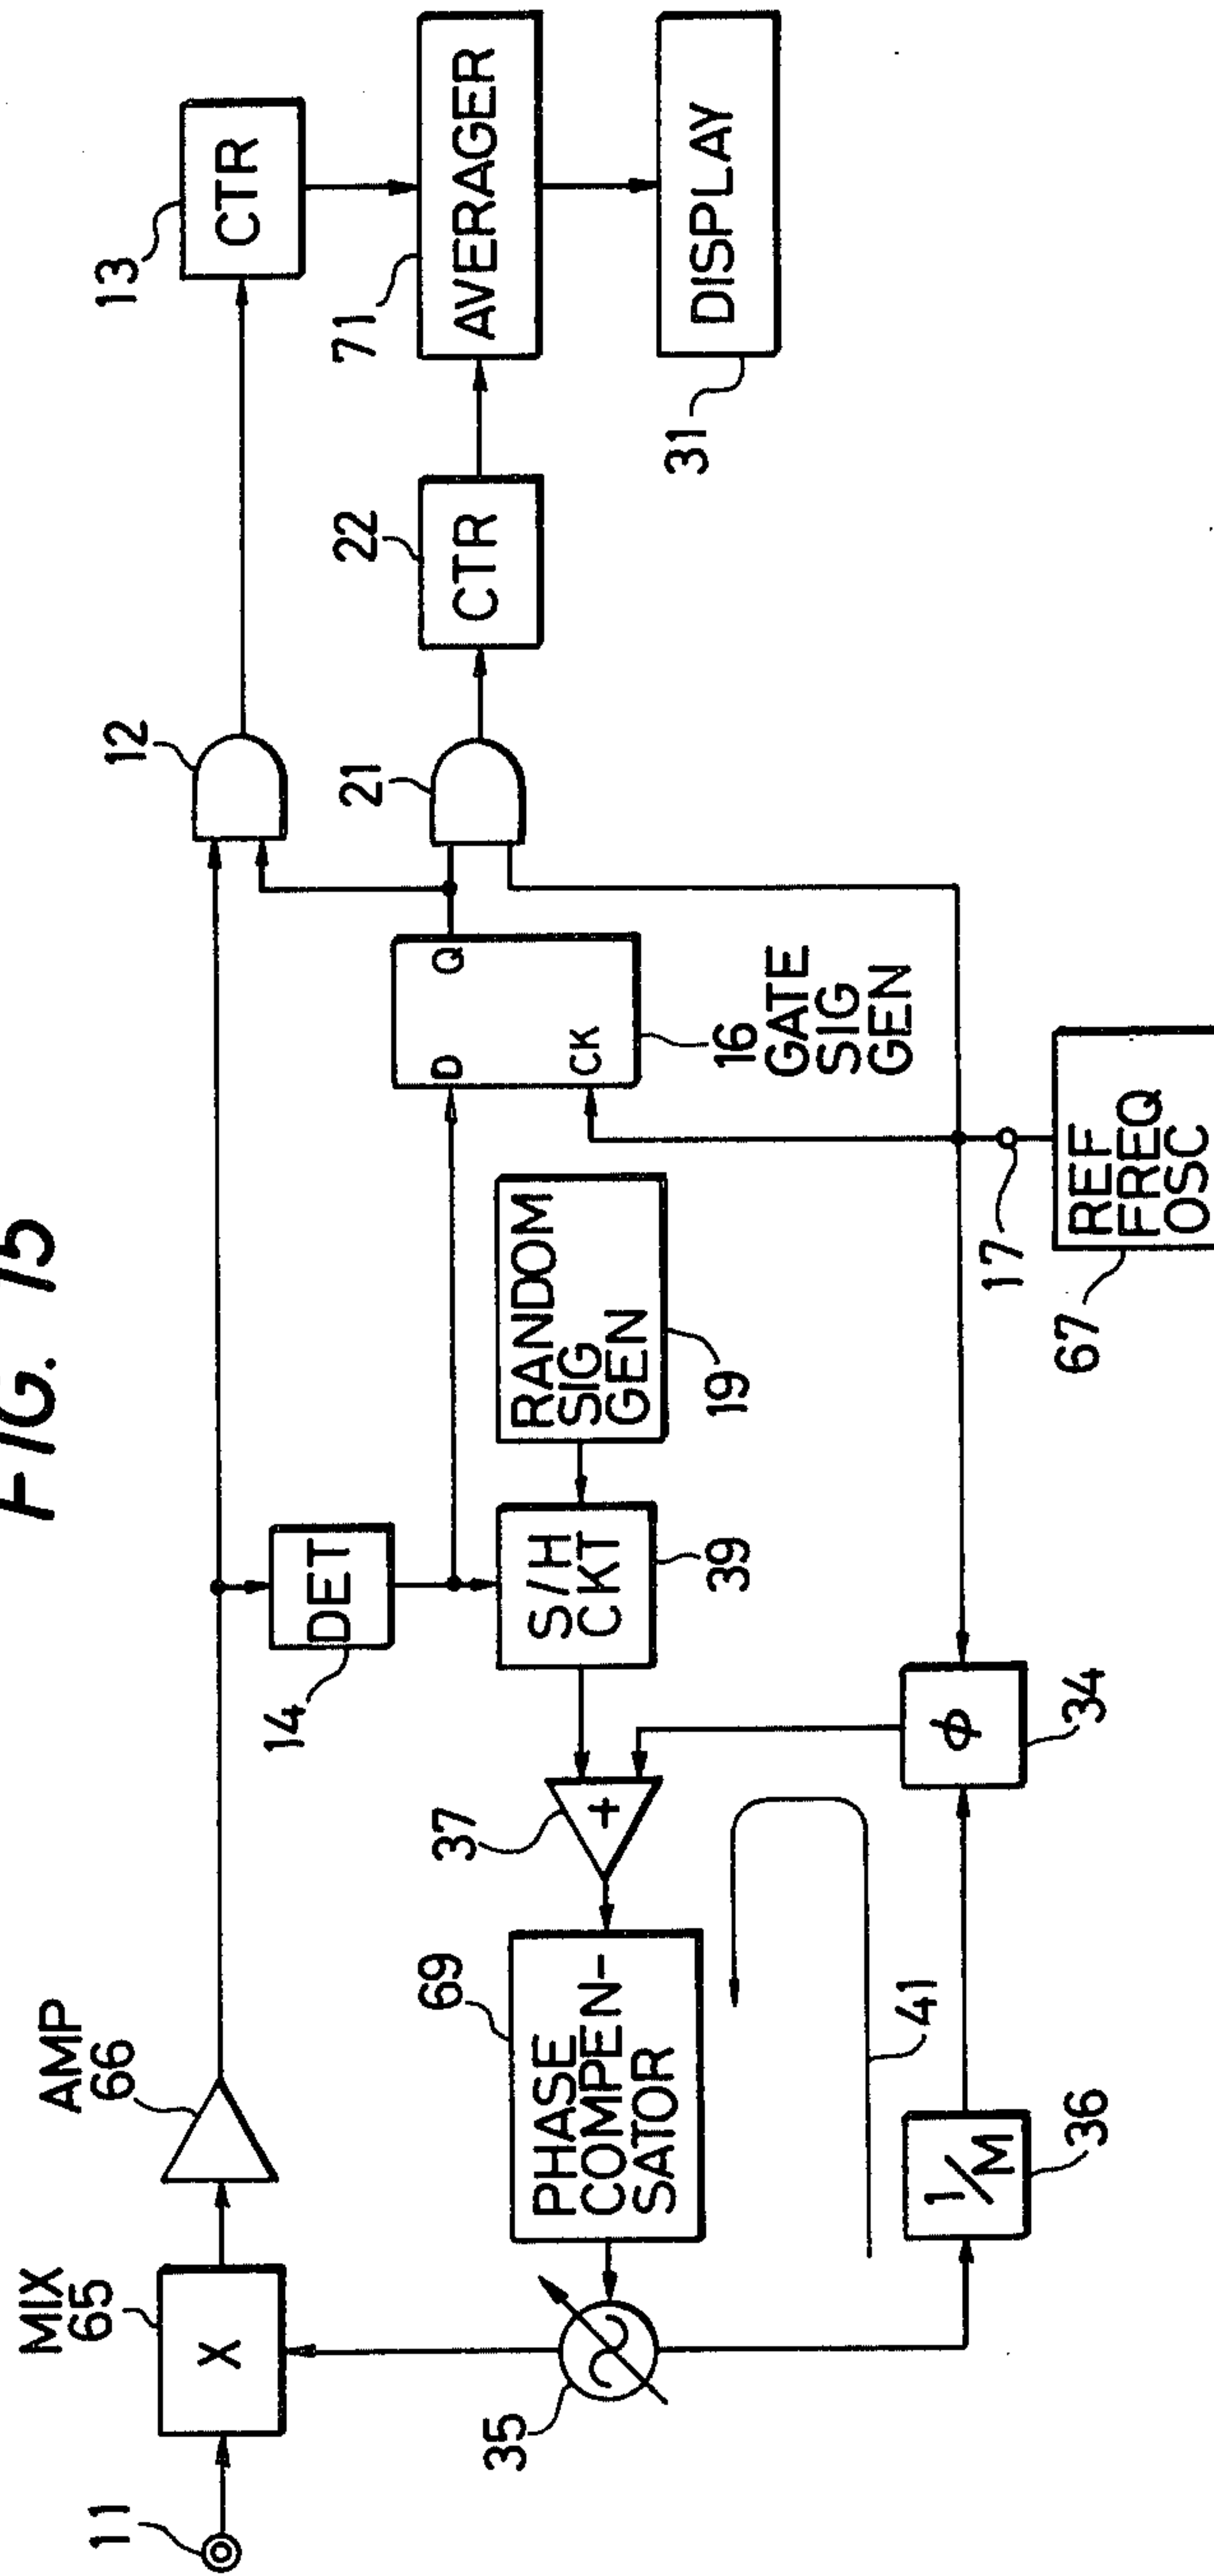 FIG. 15
11
MIX
65
X
AMP
66
12
13
CTR
14
DET
21
22
CTR
71
AVERAGER
31
DISPLAY
D
Q
CK
16
GATE
SIG
GEN
RANDOM
SIG
GEN
19
S/H
CKT
39
37
+
69
PHASE
COMPEN-
SATOR
35
41
1/M
36
φ
34
17
67
REF
FREQ
OSC